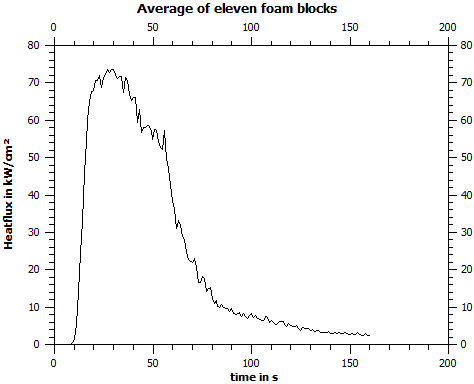 Average of eleven foam blocks
0 50 100 150 200
80 80
70 70
60 60
50 50
40 40
30 30
20 20
10 10
0 0
0 50 100 150 200
time in s
Heatflux in kW/cm²